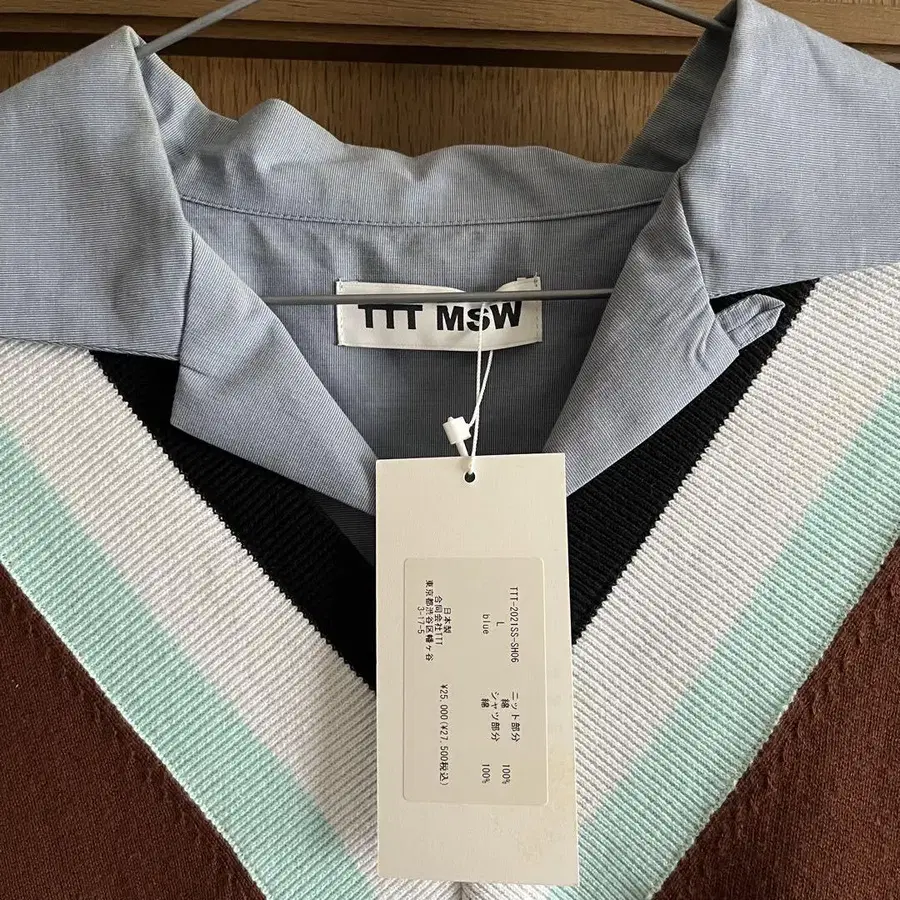 TTT MSW
TTT-2021SS-SH06
L
blue
ニット部分
綿 100%
シャツ部分
綿 100%
日本製
合同会社TTT
東京都渋谷区幡ヶ谷
3-17-5
¥25,000(¥27,500税込)